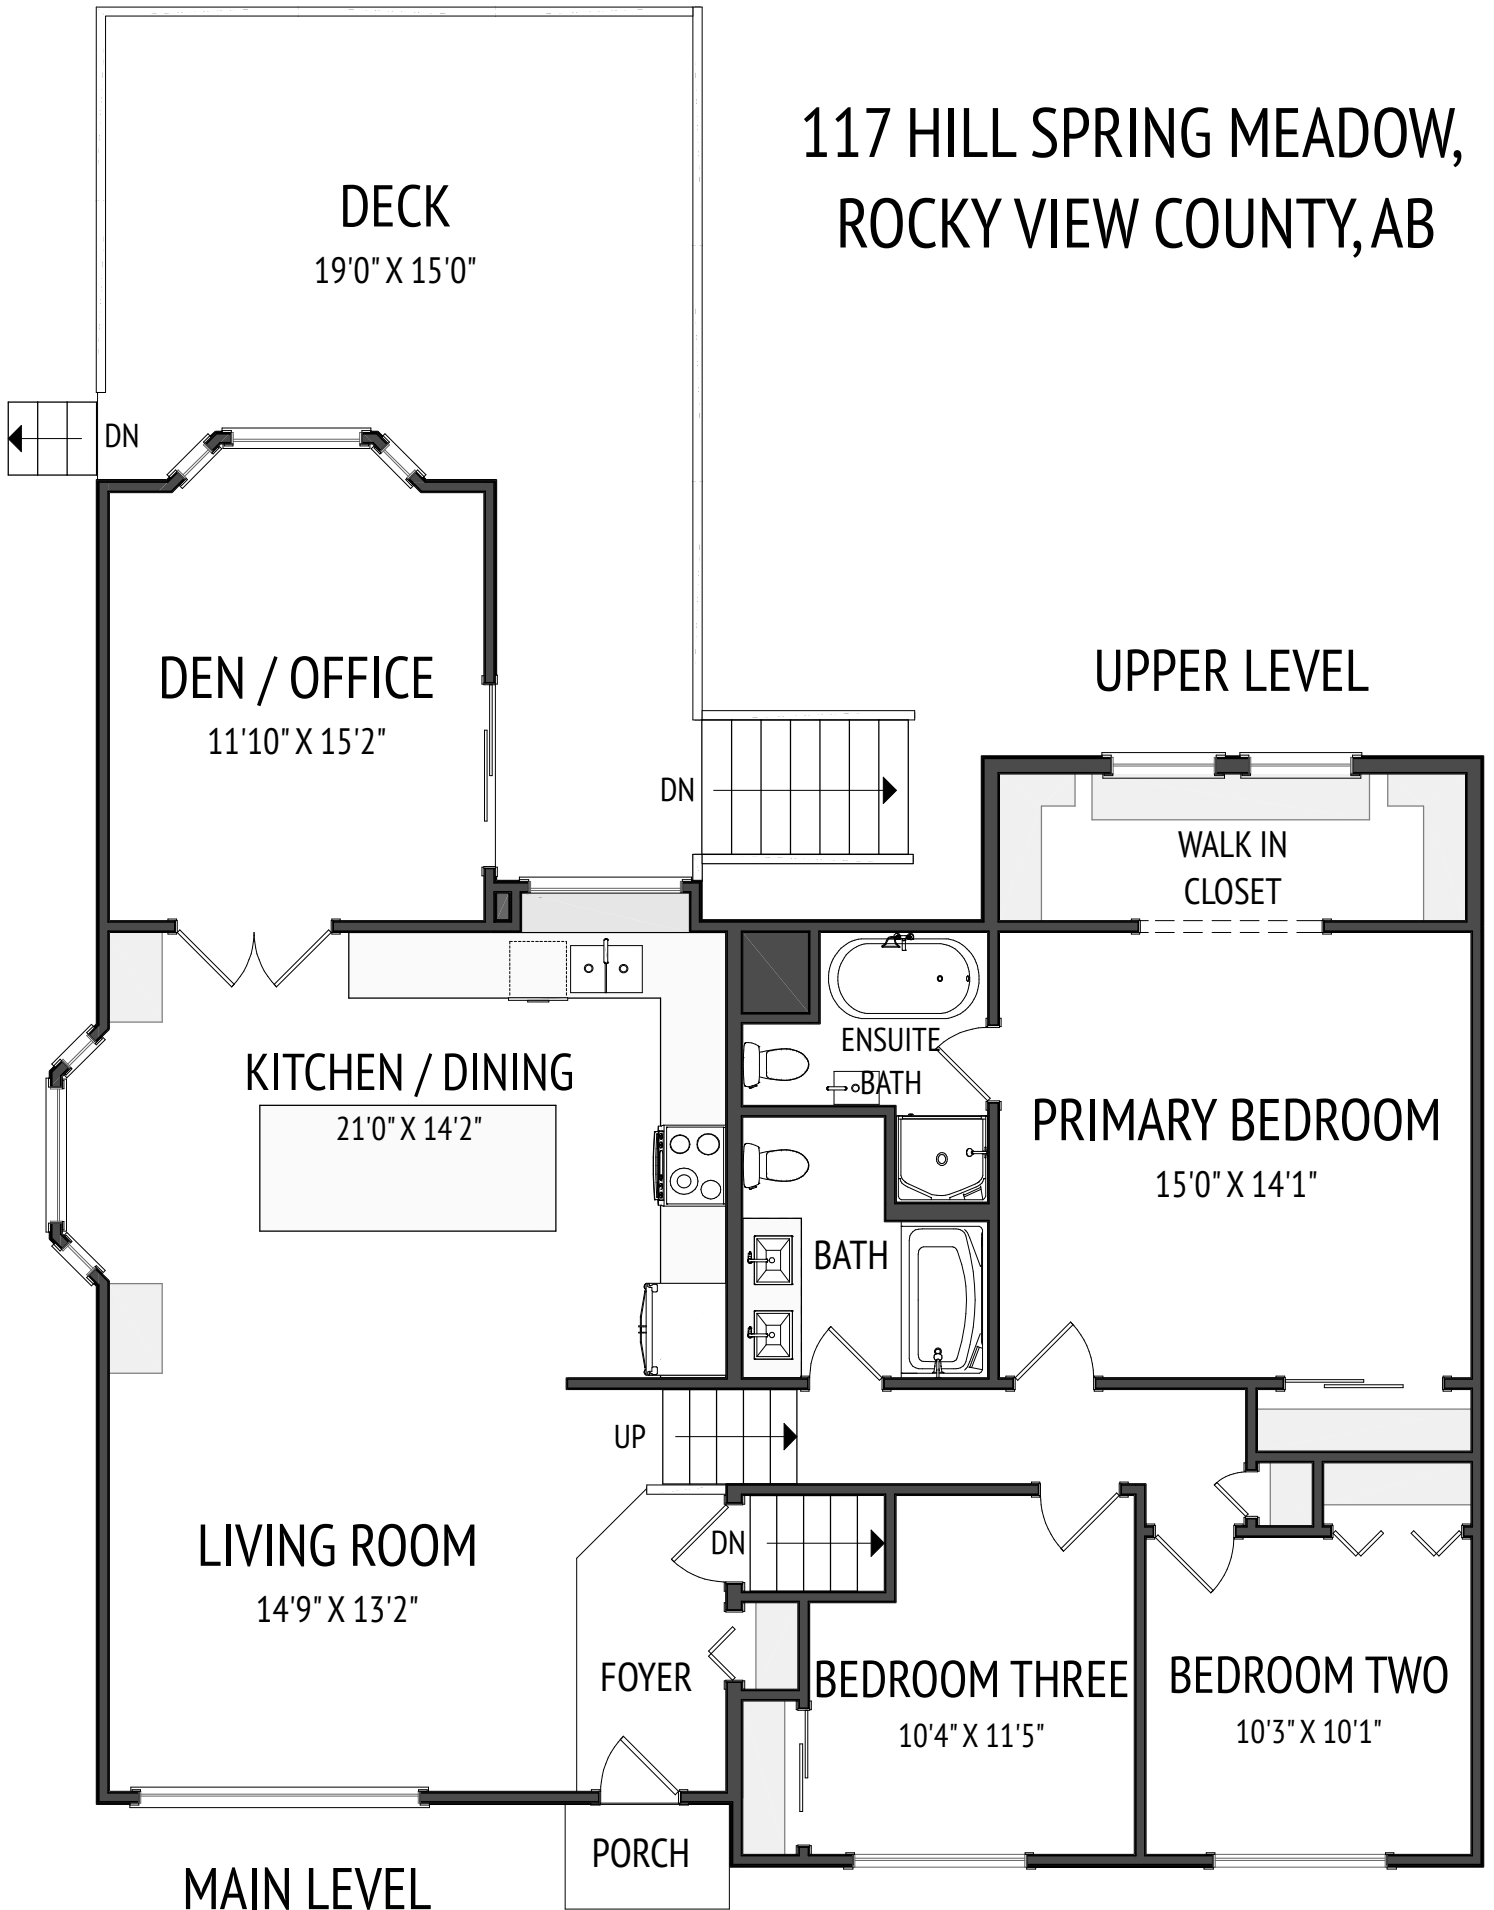 117 HILL SPRING MEADOW,
ROCKY VIEW COUNTY, AB
DECK
19'0" X 15'0"
DN
DEN / OFFICE
11'10" X 15'2"
DN
UPPER LEVEL
WALK IN
CLOSET
ENSUITE
BATH
KITCHEN / DINING
21'0" X 14'2"
PRIMARY BEDROOM
15'0" X 14'1"
BATH
UP
LIVING ROOM
14'9" X 13'2"
DN
FOYER
BEDROOM THREE
10'4" X 11'5"
BEDROOM TWO
10'3" X 10'1"
PORCH
MAIN LEVEL